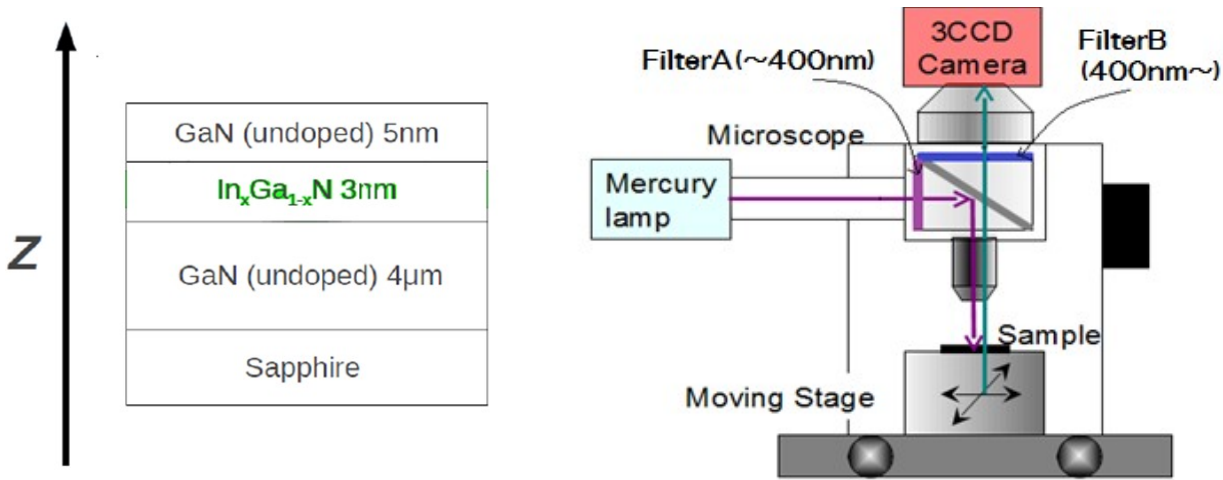 Z
GaN (undoped) 5nm
InₓGa₁₋ₓN 3nm
GaN (undoped) 4μm
Sapphire
3CCD
Camera
FilterA(~400nm)
FilterB
(400nm~)
Microscope
Mercury
lamp
Sample
Moving Stage